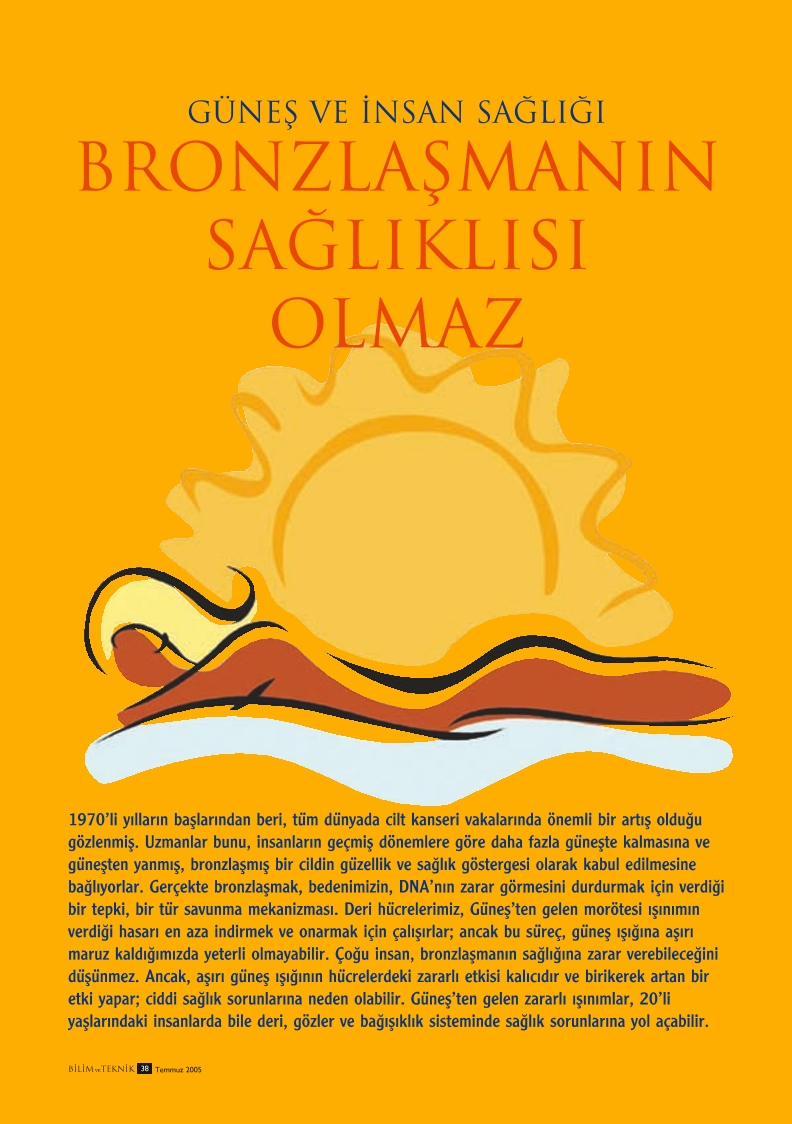 GÜNEŞ VE İNSAN SAĞLIĞI
BRONZLAŞMANIN
SAĞLIKLISI
OLMAZ
1970'li yılların başlarından beri, tüm dünyada cilt kanseri vakalarında önemli bir artış olduğu
gözlenmiş. Uzmanlar bunu, insanların geçmiş dönemlere göre daha fazla güneşte kalmasına ve
güneşten yanmış, bronzlaşmış bir cildin güzellik ve sağlık göstergesi olarak kabul edilmesine
bağlıyorlar. Gerçekte bronzlaşmak, bedenimizin, DNA'nın zarar görmesini durdurmak için verdiği
bir tepki, bir tür savunma mekanizması. Deri hücrelerimiz, Güneş'ten gelen morötesi ışınımın
verdiği hasarı en aza indirmek ve onarmak için çalışırlar; ancak bu süreç, güneş ışığına aşırı
maruz kaldığımızda yeterli olmayabilir. Çoğu insan, bronzlaşmanın sağlığına zarar verebileceğini
düşünmez. Ancak, aşırı güneş ışığının hücrelerdeki zararlı etkisi kalıcıdır ve birikerek artan bir
etki yapar; ciddi sağlık sorunlarına neden olabilir. Güneş'ten gelen zararlı ışınımlar, 20'li
yaşlarındaki insanlarda bile deri, gözler ve bağışıklık sisteminde sağlık sorunlarına yol açabilir.
BİLİM ve TEKNİK 38 Temmuz 2005